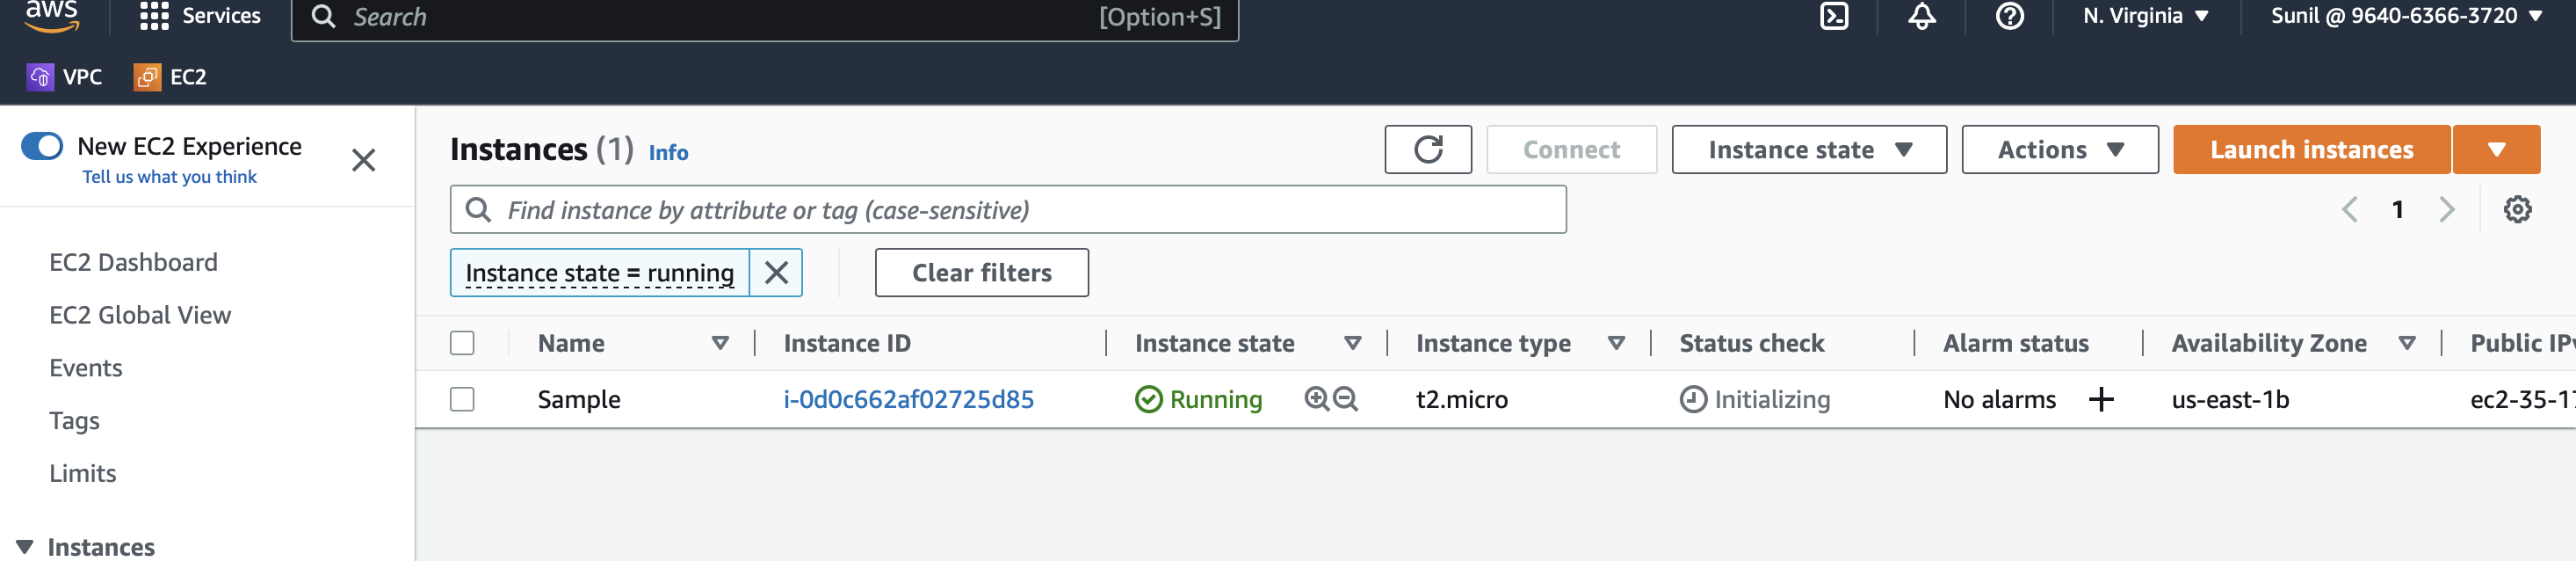 aws
Services
Search
[Option+S]
N. Virginia
Sunil @ 9640-6366-3720
VPC
EC2
New EC2 Experience
Tell us what you think
EC2 Dashboard
EC2 Global View
Events
Tags
Limits
Instances
Instances (1)
Info
Connect
Instance state
Actions
Launch instances
Find instance by attribute or tag (case-sensitive)
1
Instance state = running
Clear filters
Name
Instance ID
Instance state
Instance type
Status check
Alarm status
Availability Zone
Public IP
Sample
i-0d0c662af02725d85
Running
t2.micro
Initializing
No alarms
us-east-1b
ec2-35-1